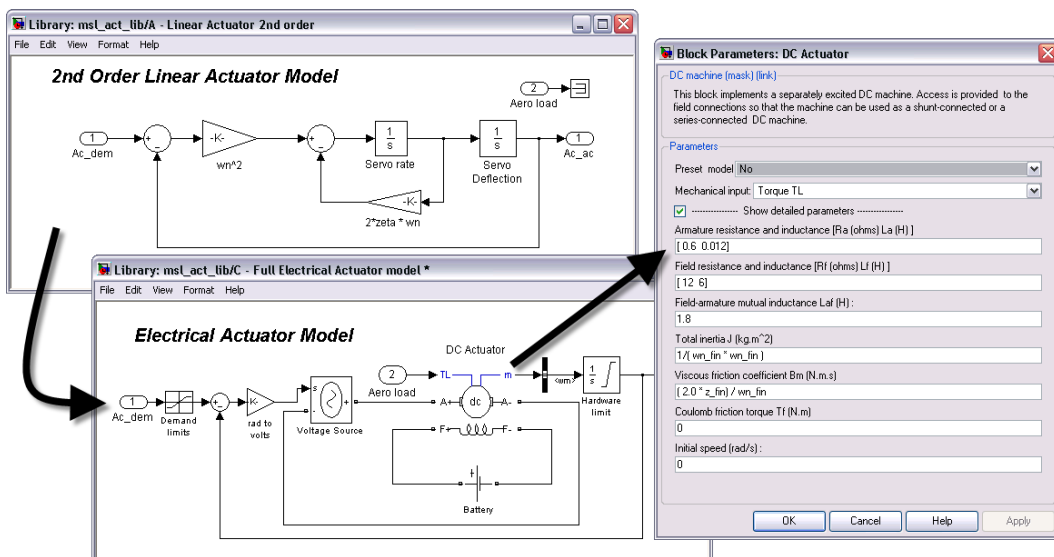 Library: msl_act_lib/A - Linear Actuator 2nd order
File Edit View Format Help
2nd Order Linear Actuator Model
2
Aero load
1
Ac_dem
+
-
-K-
wn^2
+
-
1
s
Servo rate
1
s
Servo
Deflection
1
Ac_ac
-K-
2*zeta * wn
Library: msl_act_lib/C - Full Electrical Actuator model *
File Edit View Format Help
Electrical Actuator Model
DC Actuator
2
Aero load
TL
m
<wm>
1
s
Hardware
limit
1
Ac_dem
Demand
limits
+
-
K-
rad to
volts
s
-
+
Voltage Source
A+
dc
A-
F+
F-
+
Battery
Block Parameters: DC Actuator
DC machine (mask) (link)
This block implements a separately excited DC machine. Access is provided to the
field connections so that the machine can be used as a shunt-connected or a
series-connected DC machine.
Parameters
Preset model: No
Mechanical input: Torque TL
---------------- Show detailed parameters ----------------
Armature resistance and inductance [Ra (ohms) La (H) ]
[ 0.6 0.012]
Field resistance and inductance [Rf (ohms) Lf (H) ]
[ 12 6]
Field-armature mutual inductance Laf (H) :
1.8
Total inertia J (kg.m^2)
1/( wn_fin * wn_fin )
Viscous friction coefficient Bm (N.m.s)
( 2.0 * z_fin) / wn_fin
Coulomb friction torque Tf (N.m)
0
Initial speed (rad/s) :
0
OK Cancel Help Apply